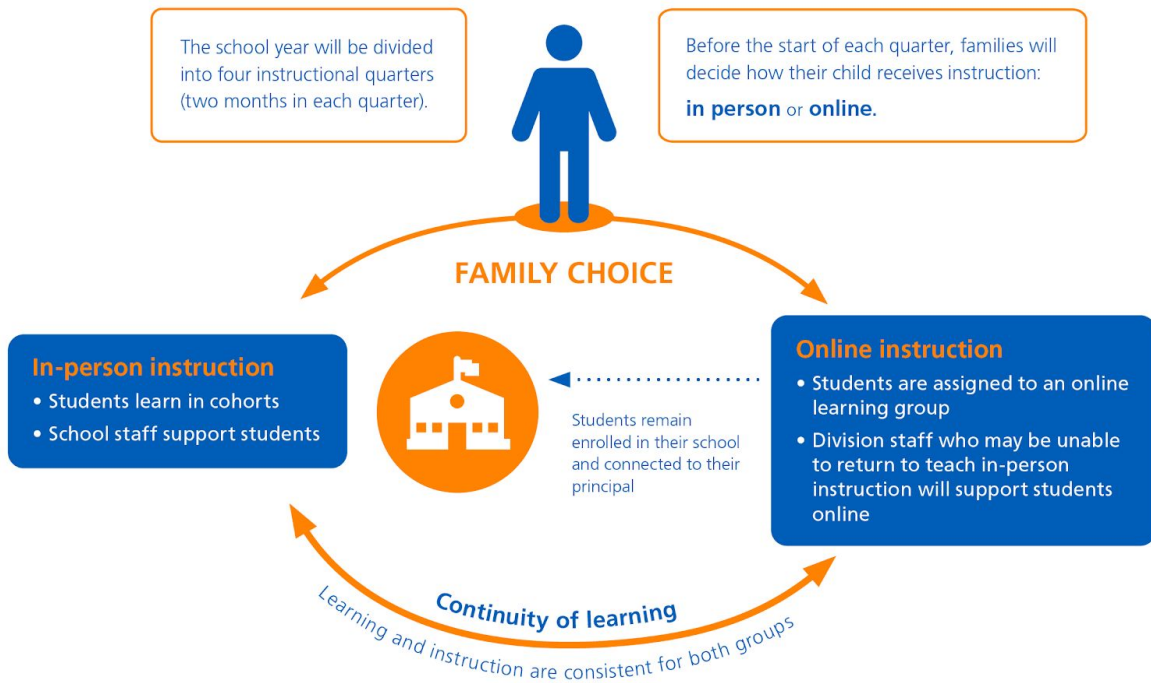 The school year will be divided
into four instructional quarters
(two months in each quarter).
Before the start of each quarter, families will
decide how their child receives instruction:
in person or online.
FAMILY CHOICE
In-person instruction
• Students learn in cohorts
• School staff support students
Students remain
enrolled in their school
and connected to their
principal
Online instruction
• Students are assigned to an online
learning group
• Division staff who may be unable
to return to teach in-person
instruction will support students
online
Continuity of learning
Learning and instruction are consistent for both groups